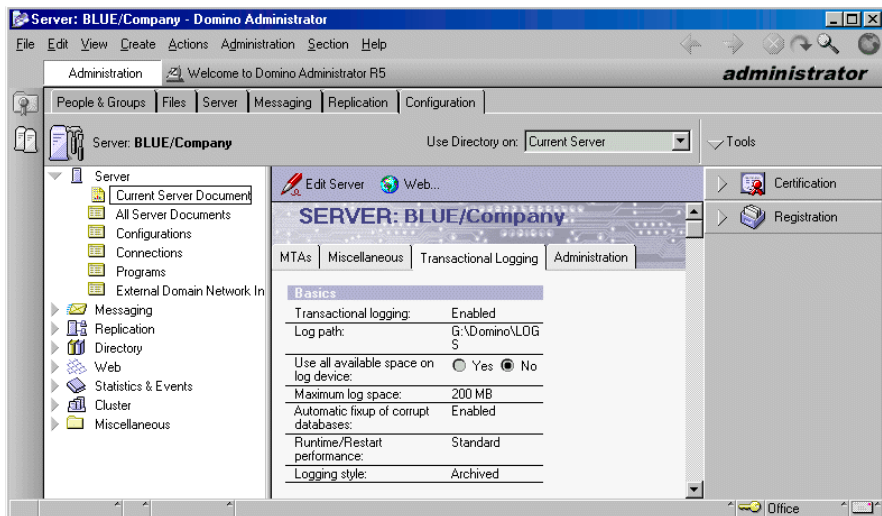 Server: BLUE/Company - Domino Administrator
File Edit View Create Actions Administration Section Help
Administration Welcome to Domino Administrator R5 administrator
People & Groups Files Server Messaging Replication Configuration
Server: BLUE/Company Use Directory on: Current Server Tools
Server
Current Server Document
All Server Documents
Configurations
Connections
Programs
External Domain Network In
Messaging
Replication
Directory
Web
Statistics & Events
Cluster
Miscellaneous
Edit Server Web...
SERVER: BLUE/Company
MTAs Miscellaneous Transactional Logging Administration
Basics
Transactional logging: Enabled
Log path: G:\Domino\LOG
S
Use all available space on Yes No
log device:
Maximum log space: 200 MB
Automatic fixup of corrupt Enabled
databases:
Runtime/Restart Standard
performance:
Logging style: Archived
Certification
Registration
Office